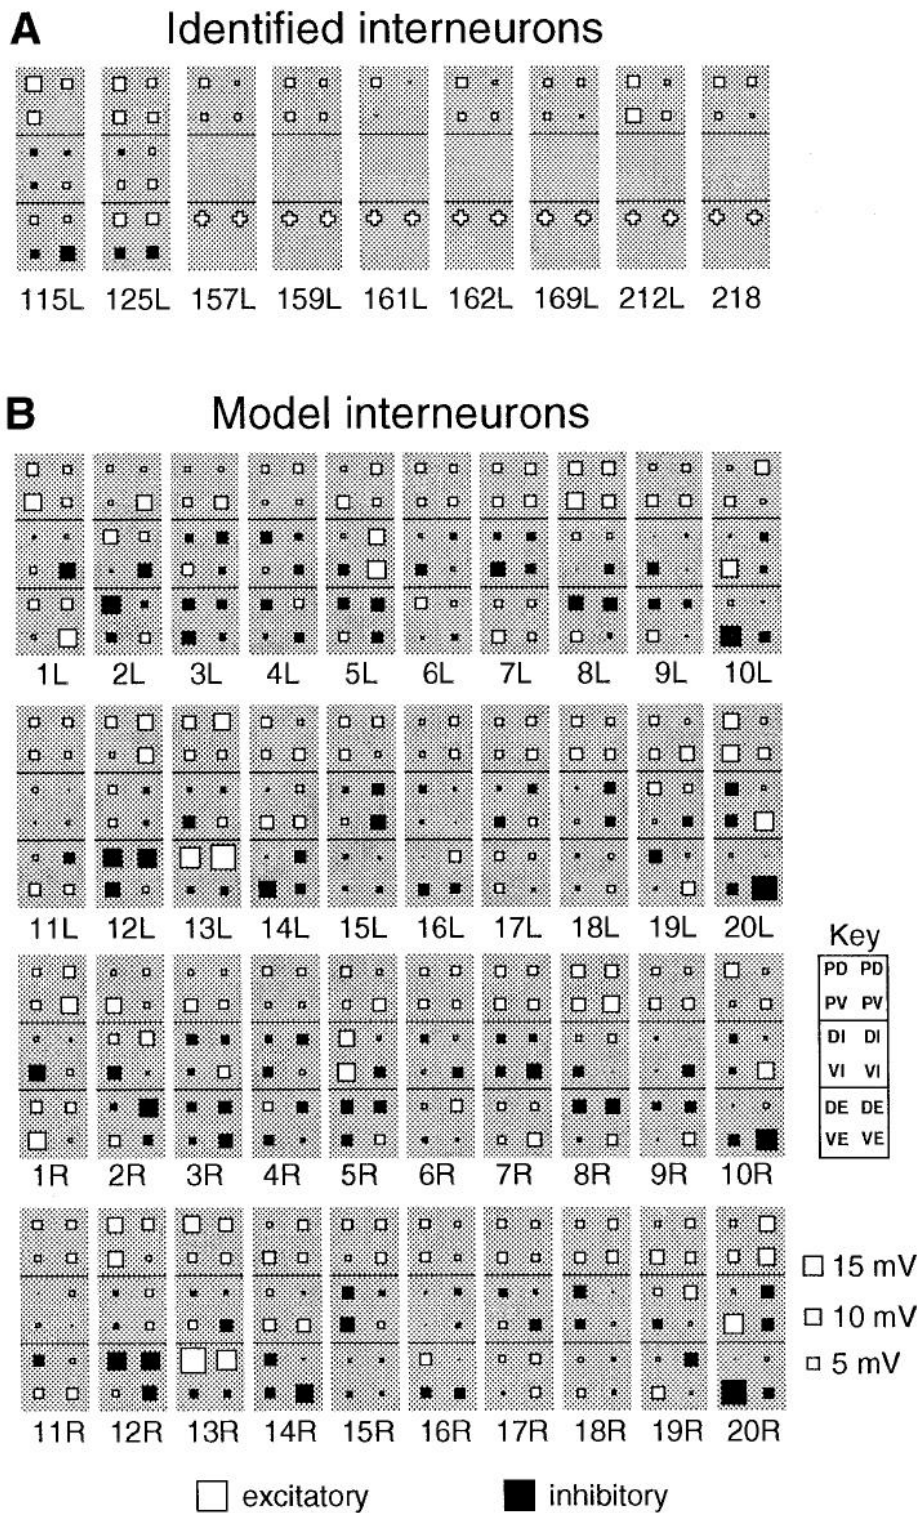 A Identified interneurons
115L 125L 157L 159L 161L 162L 169L 212L 218
B Model interneurons
1L 2L 3L 4L 5L 6L 7L 8L 9L 10L
11L 12L 13L 14L 15L 16L 17L 18L 19L 20L
Key
PD PD
PV PV
DI DI
VI VI
DE DE
VE VE
1R 2R 3R 4R 5R 6R 7R 8R 9R 10R
15 mV
10 mV
5 mV
11R 12R 13R 14R 15R 16R 17R 18R 19R 20R
excitatory inhibitory